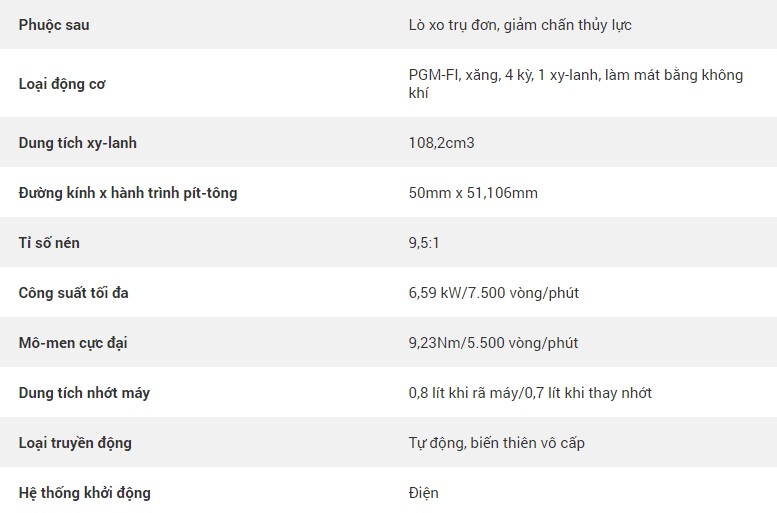 Phuộc sau
Lò xo trụ đơn, giảm chấn thủy lực
Loại động cơ
PGM-FI, xăng, 4 kỳ, 1 xy-lanh, làm mát bằng không
khí
Dung tích xy-lanh
108,2cm3
Đường kính x hành trình pít-tông
50mm x 51,106mm
Tỉ số nén
9,5:1
Công suất tối đa
6,59 kW/7.500 vòng/phút
Mô-men cực đại
9,23Nm/5.500 vòng/phút
Dung tích nhớt máy
0,8 lít khi rã máy/0,7 lít khi thay nhớt
Loại truyền động
Tự động, biến thiên vô cấp
Hệ thống khởi động
Điện